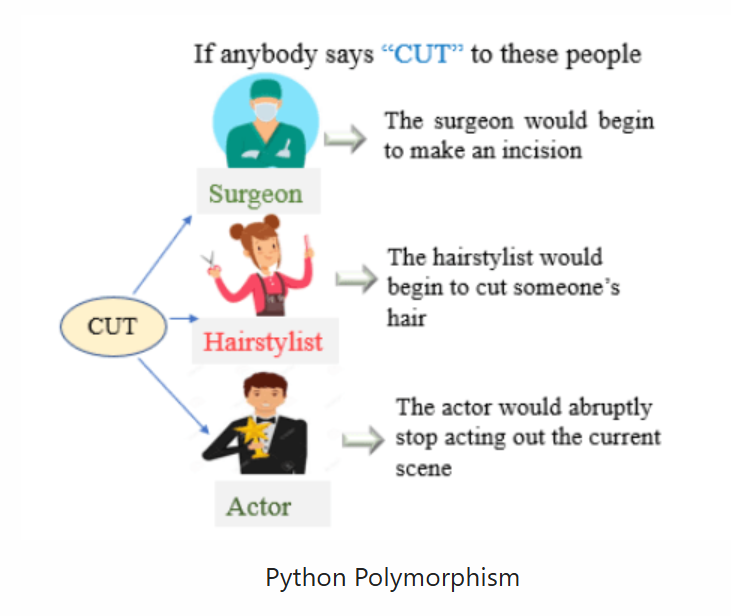 If anybody says “CUT” to these people
The surgeon would begin
to make an incision
Surgeon
The hairstylist would
begin to cut someone’s
hair
CUT
Hairstylist
The actor would abruptly
stop acting out the current
scene
Actor
Python Polymorphism